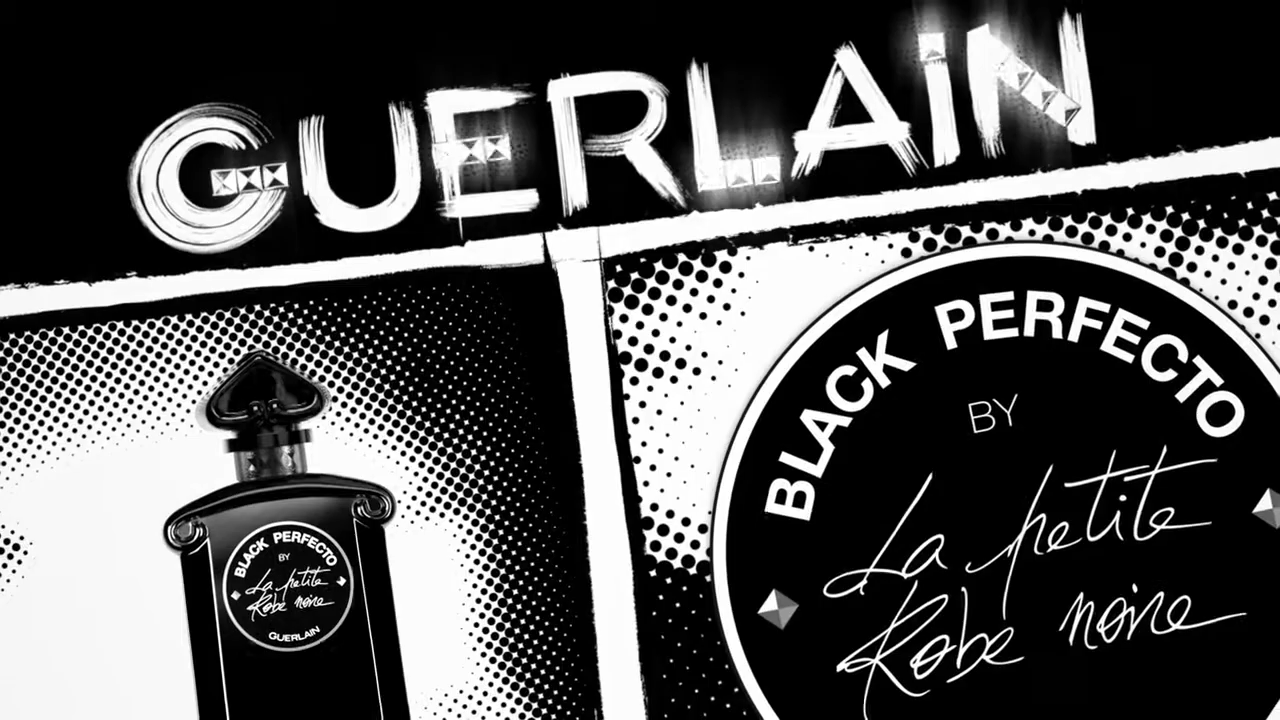 GUERLAIN
BLACK PERFECTO
BY
La petite
Robe noire
GUERLAIN
BLACK PERFECTO
BY
La petite
Robe noire